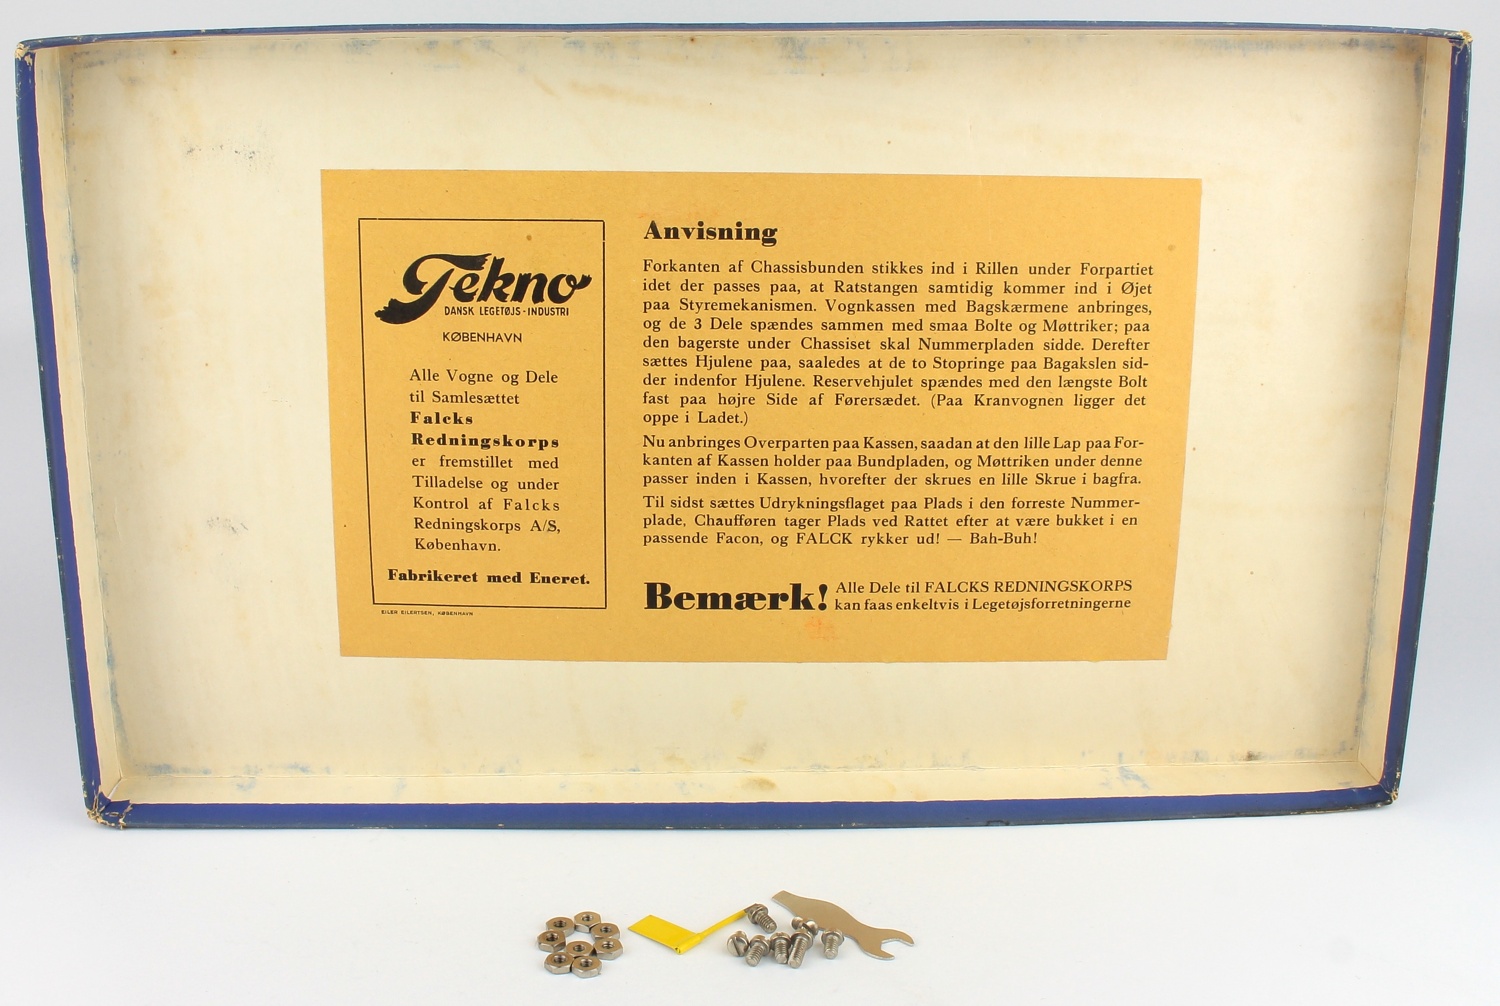 Tekno
DANSK LEGETØJS-INDUSTRI
KØBENHAVN
Alle Vogne og Dele
til Samlesættet
Falcks
Redningskorps
er fremstillet med
Tilladelse og under
Kontrol af Falcks
Redningskorps A/S,
København.
Fabrikeret med Eneret.
EILER EILERTSEN, KØBENHAVN
Anvisning
Forkanten af Chassisbunden stikkes ind i Rillen under Forpartiet
idet der passes paa, at Ratstangen samtidig kommer ind i Øjet
paa Styremekanismen. Vognkassen med Bagskærmene anbringes,
og de 3 Dele spændes sammen med smaa Bolte og Møttriker; paa
den bagerste under Chassiset skal Nummerpladen sidde. Derefter
sættes Hjulene paa, saaledes at de to Stopringe paa Bagakslen sid-
der indenfor Hjulene. Reservehjulet spændes med den længste Bolt
fast paa højre Side af Førersædet. (Paa Kranvognen ligger det
oppe i Ladet.)
Nu anbringes Overparten paa Kassen, saadan at den lille Lap paa For-
kanten af Kassen holder paa Bundpladen, og Møttriken under denne
passer inden i Kassen, hvorefter der skrues en lille Skrue i bagfra.
Til sidst sættes Udrykningsflaget paa Plads i den forreste Nummer-
plade, Chaufføren tager Plads ved Rattet efter at være bukket i en
passende Facon, og FALCK rykker ud! — Bah-Buh!
Bemærk! Alle Dele til FALCKS REDNINGSKORPS
kan faas enkeltvis i Legetøjsforretningerne